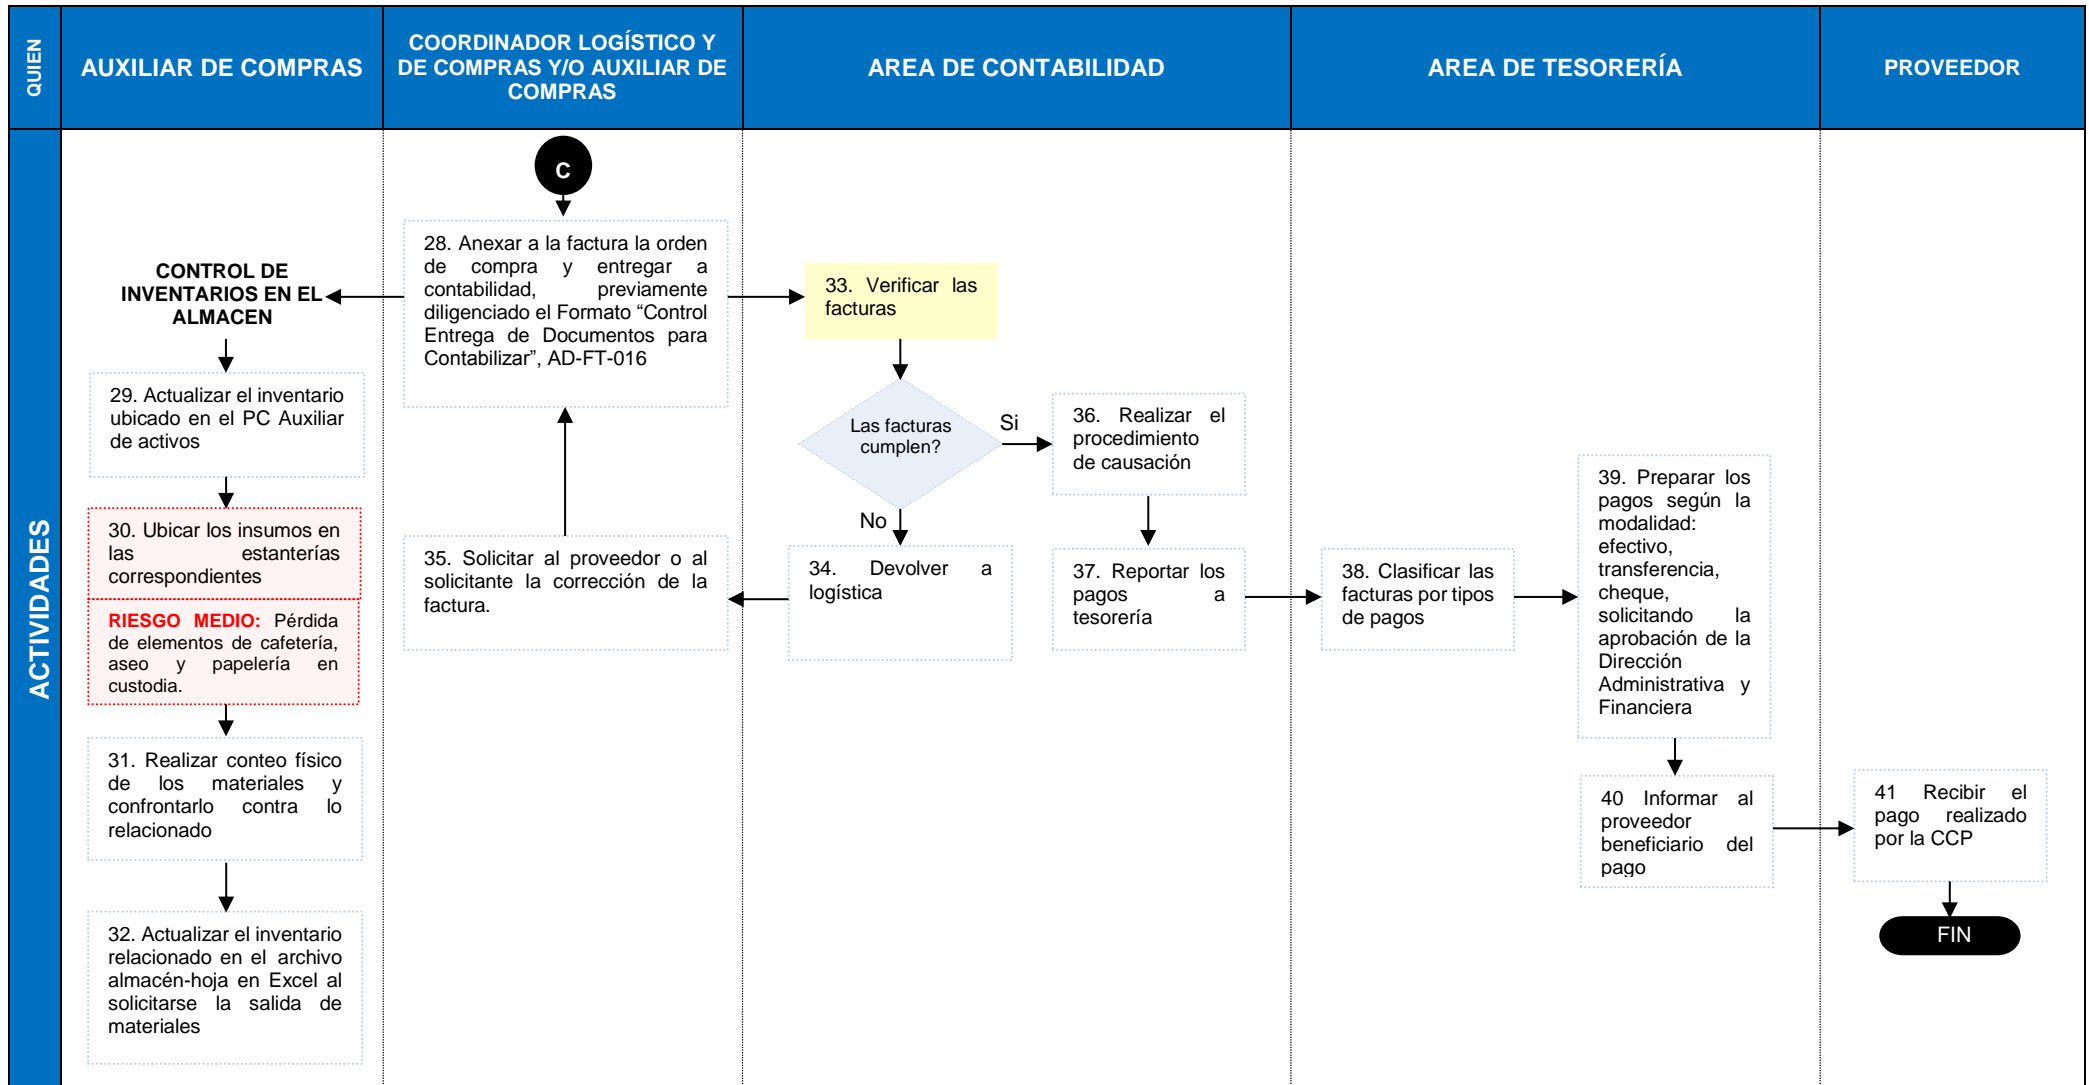 QUIEN
AUXILIAR DE COMPRAS
COORDINADOR LOGÍSTICO Y
DE COMPRAS Y/O AUXILIAR DE
COMPRAS
AREA DE CONTABILIDAD
AREA DE TESORERÍA
PROVEEDOR
ACTIVIDADES
C
CONTROL DE
INVENTARIOS EN EL
ALMACEN
28. Anexar a la factura la orden
de compra y entregar a
contabilidad, previamente
diligenciado el Formato “Control
Entrega de Documentos para
Contabilizar”, AD-FT-016
29. Actualizar el inventario
ubicado en el PC Auxiliar
de activos
30. Ubicar los insumos en
las estanterías
correspondientes
RIESGO MEDIO: Pérdida
de elementos de cafetería,
aseo y papelería en
custodia.
31. Realizar conteo físico
de los materiales y
confrontarlo contra lo
relacionado
32. Actualizar el inventario
relacionado en el archivo
almacén-hoja en Excel al
solicitarse la salida de
materiales
33. Verificar las
facturas
Las facturas
cumplen?
Si
No
34. Devolver a
logística
35. Solicitar al proveedor o al
solicitante la corrección de la
factura.
36. Realizar el
procedimiento
de causación
37. Reportar los
pagos a
tesorería
38. Clasificar las
facturas por tipos
de pagos
39. Preparar los
pagos según la
modalidad:
efectivo,
transferencia,
cheque,
solicitando la
aprobación de la
Dirección
Administrativa y
Financiera
40 Informar al
proveedor
beneficiario del
pago
41 Recibir el
pago realizado
por la CCP
FIN